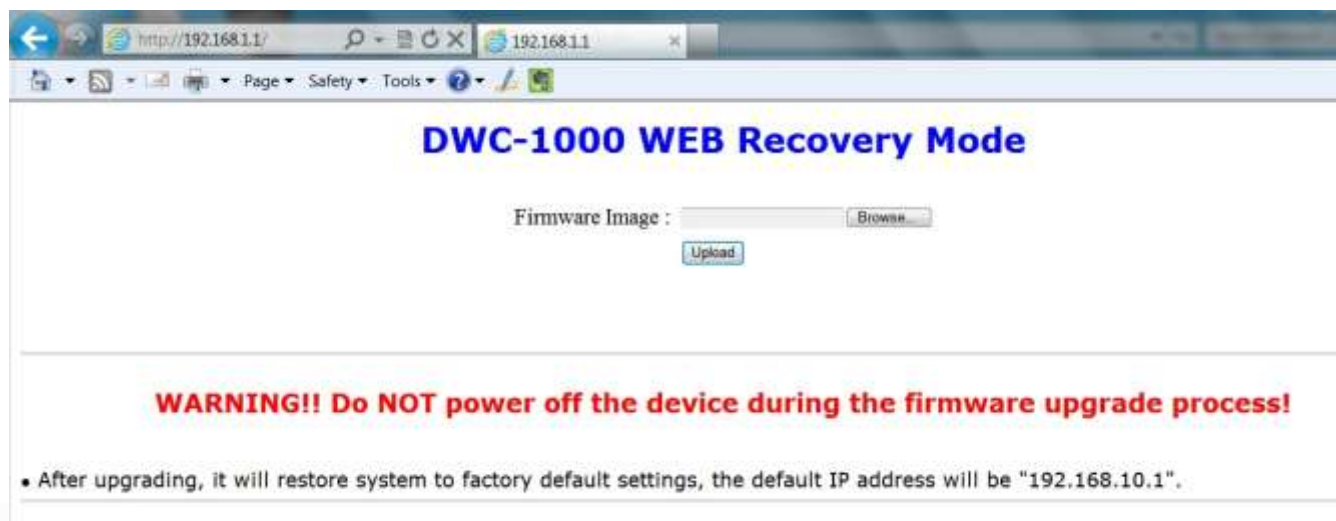 http://192.168.1.1/ 192.168.1.1
Page Safety Tools
DWC-1000 WEB Recovery Mode
Firmware Image : Browse...
Upload
WARNING!! Do NOT power off the device during the firmware upgrade process!
• After upgrading, it will restore system to factory default settings, the default IP address will be "192.168.10.1".